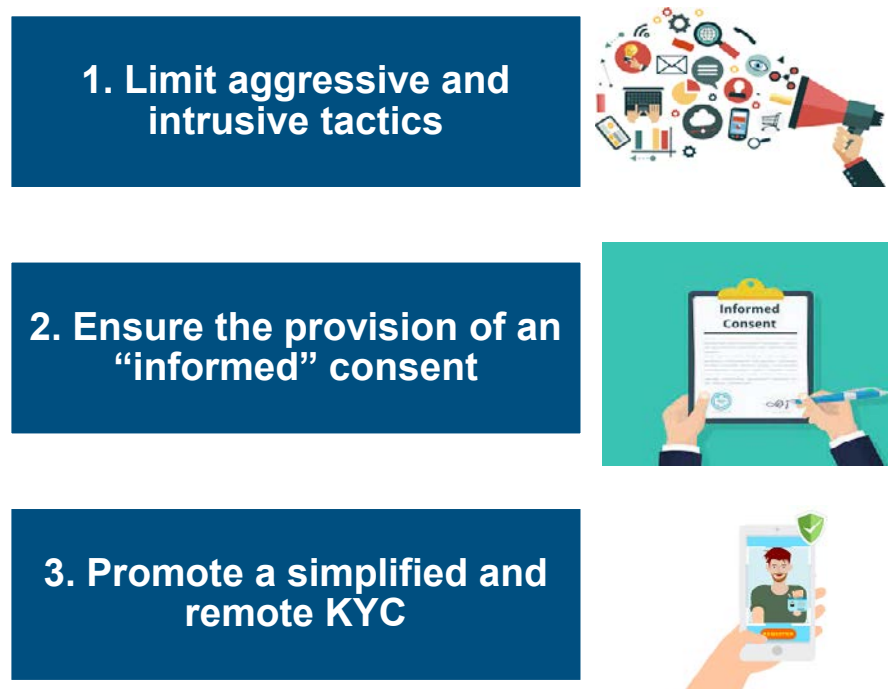 1. Limit aggressive and
intrusive tactics
Informed
Consent
2. Ensure the provision of an
“informed” consent
3. Promote a simplified and
remote KYC